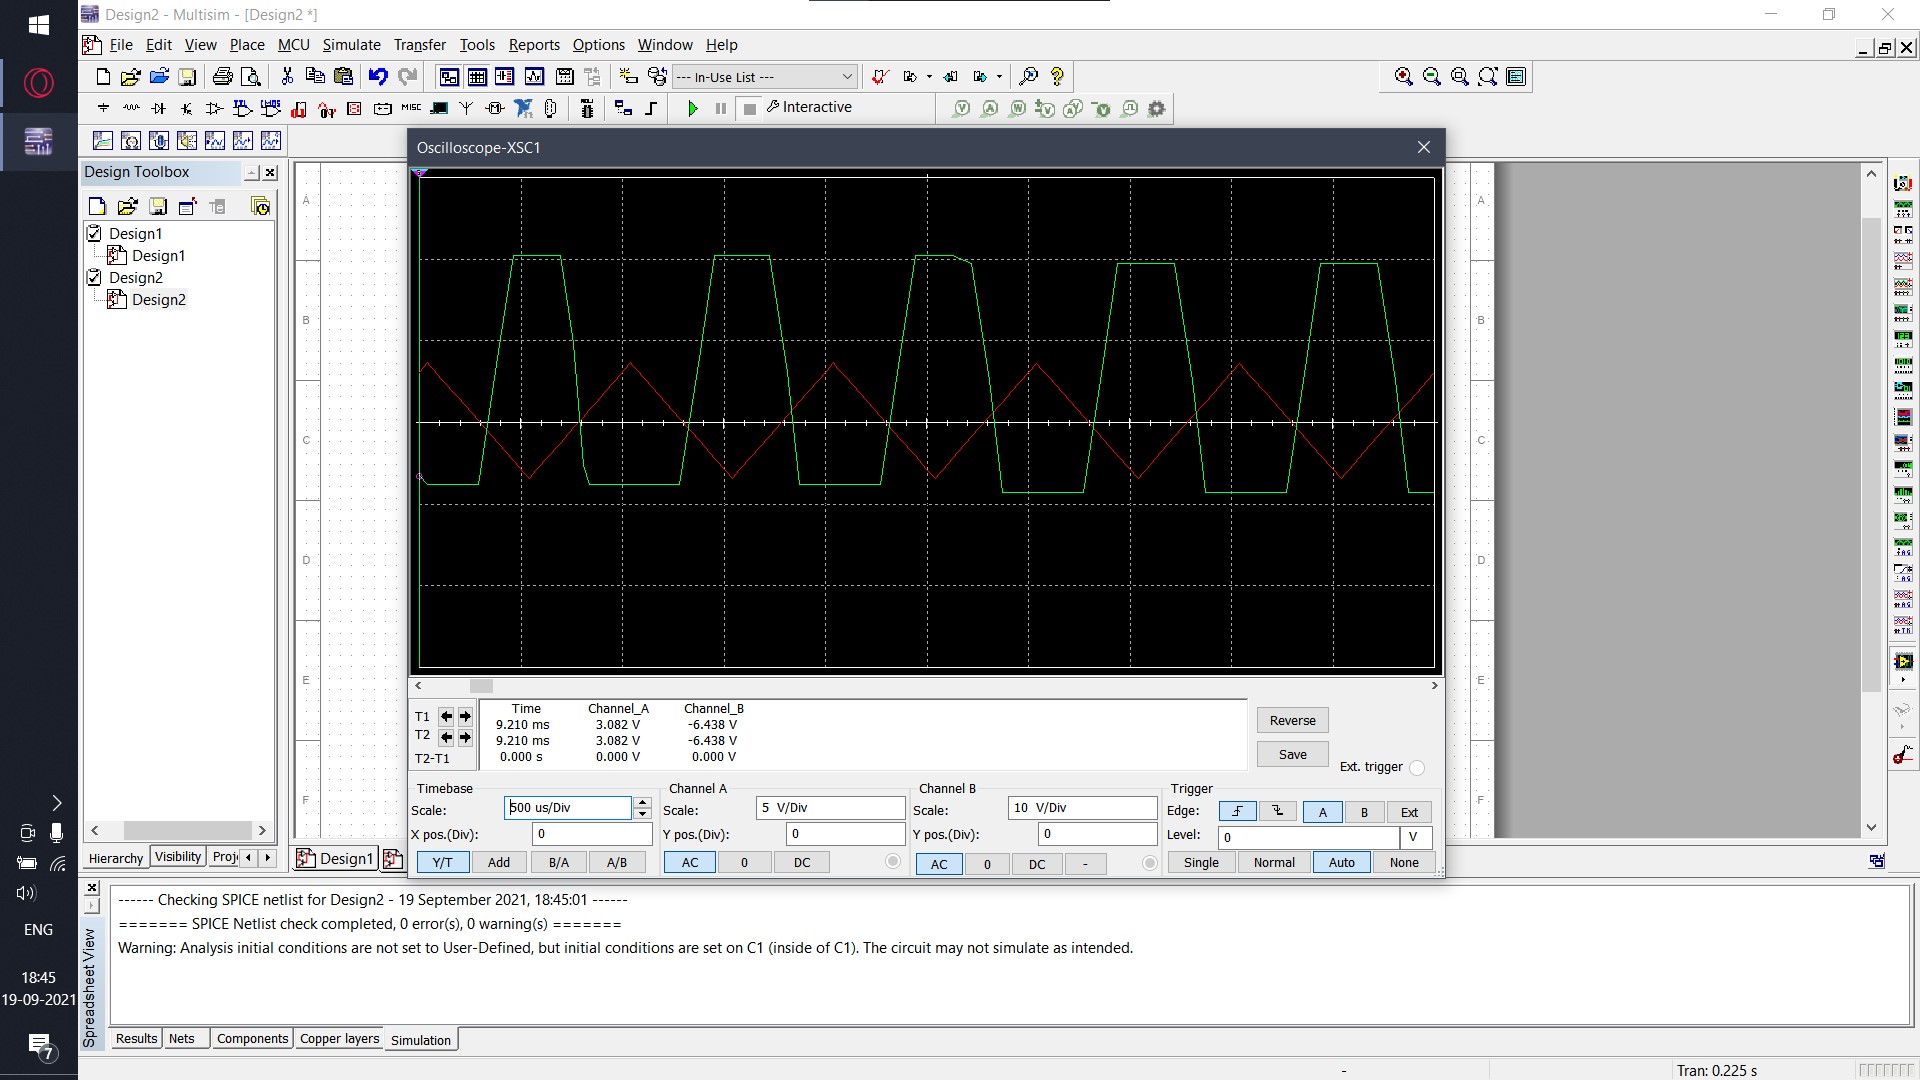 Design2 - Multisim - [Design2 *]
File Edit View Place MCU Simulate Transfer Tools Reports Options Window Help
--- In-Use List ---
MISC
Interactive
Design Toolbox
Design1
Design1
Design2
Design2
Hierarchy Visibility Proj
A
B
C
D
E
F
A
B
C
D
E
F
Oscilloscope-XSC1
Time Channel_A Channel_B
T1 9.210 ms 3.082 V -6.438 V
T2 9.210 ms 3.082 V -6.438 V
T2-T1 0.000 s 0.000 V 0.000 V
Reverse
Save
Ext. trigger
Timebase
Scale: 500 us/Div
X pos.(Div): 0
Y/T Add B/A A/B
Channel A
Scale: 5 V/Div
Y pos.(Div): 0
AC 0 DC
Channel B
Scale: 10 V/Div
Y pos.(Div): 0
AC 0 DC -
Trigger
Edge: A B Ext
Level: 0 V
Single Normal Auto None
Design1
------ Checking SPICE netlist for Design2 - 19 September 2021, 18:45:01 ------
======= SPICE Netlist check completed, 0 error(s), 0 warning(s) =======
Warning: Analysis initial conditions are not set to User-Defined, but initial conditions are set on C1 (inside of C1). The circuit may not simulate as intended.
Spreadsheet View
Results Nets Components Copper layers Simulation
- Tran: 0.225 s
ENG
18:45
19-09-2021
7